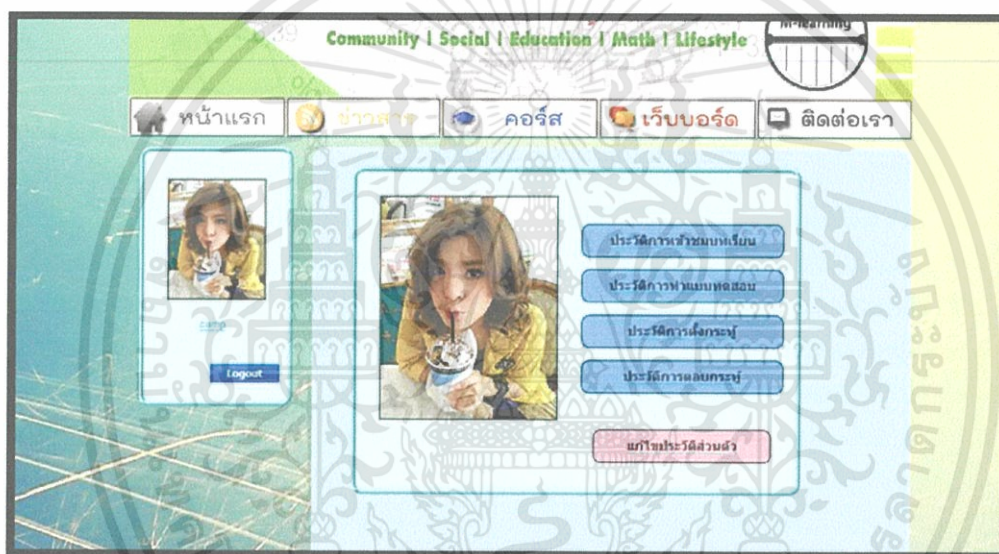 M-learning
Community | Social | Education | Math | Lifestyle
หน้าแรก ข่าวสาร คอร์ส เว็บบอร์ด ติดต่อเรา
ประวัติการเข้าชมบทเรียน
ประวัติการทำแบบทดสอบ
ประวัติการตั้งกระทู้
ประวัติการตอบกระทู้
แก้ไขประวัติส่วนตัว
camp
Logout